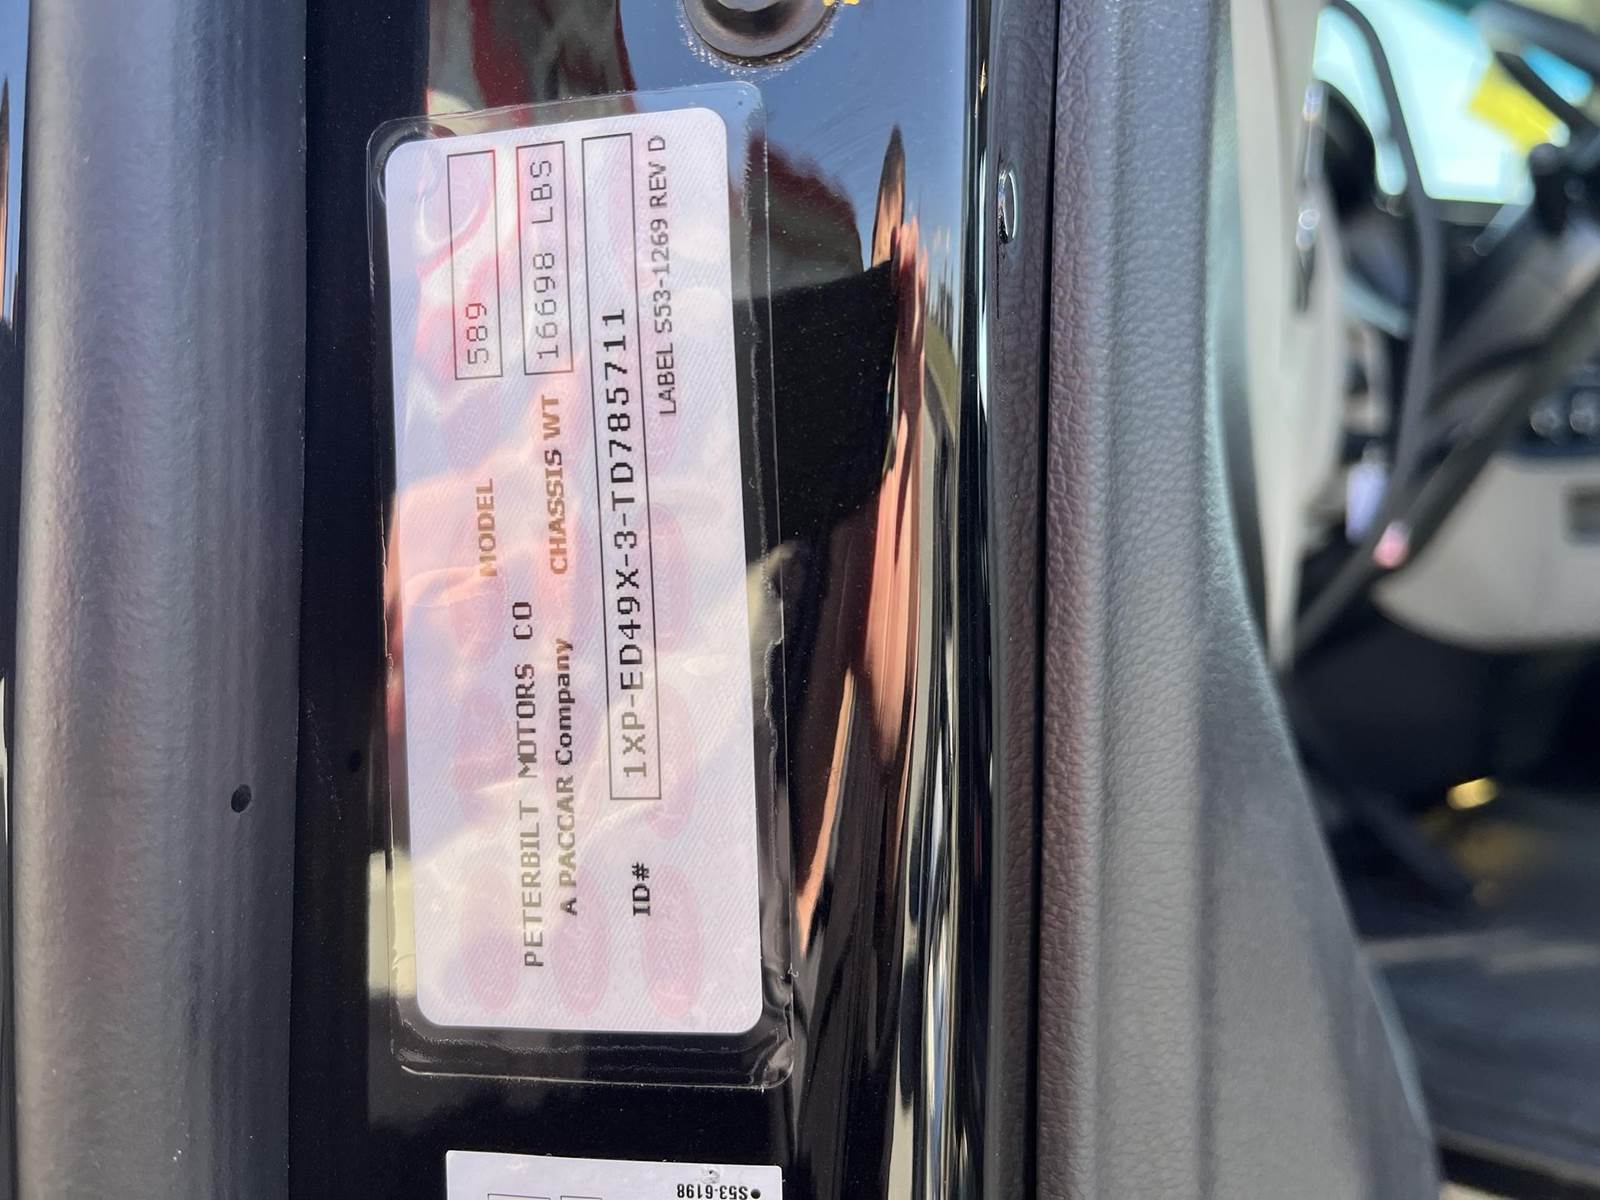 MODEL 589
PETERBILT MOTORS CO
A PACCAR Company CHASSIS WT 16698 LBS
ID# 1XP-ED49X-3-TD785711
LABEL S53-1269 REV D
S53-6198